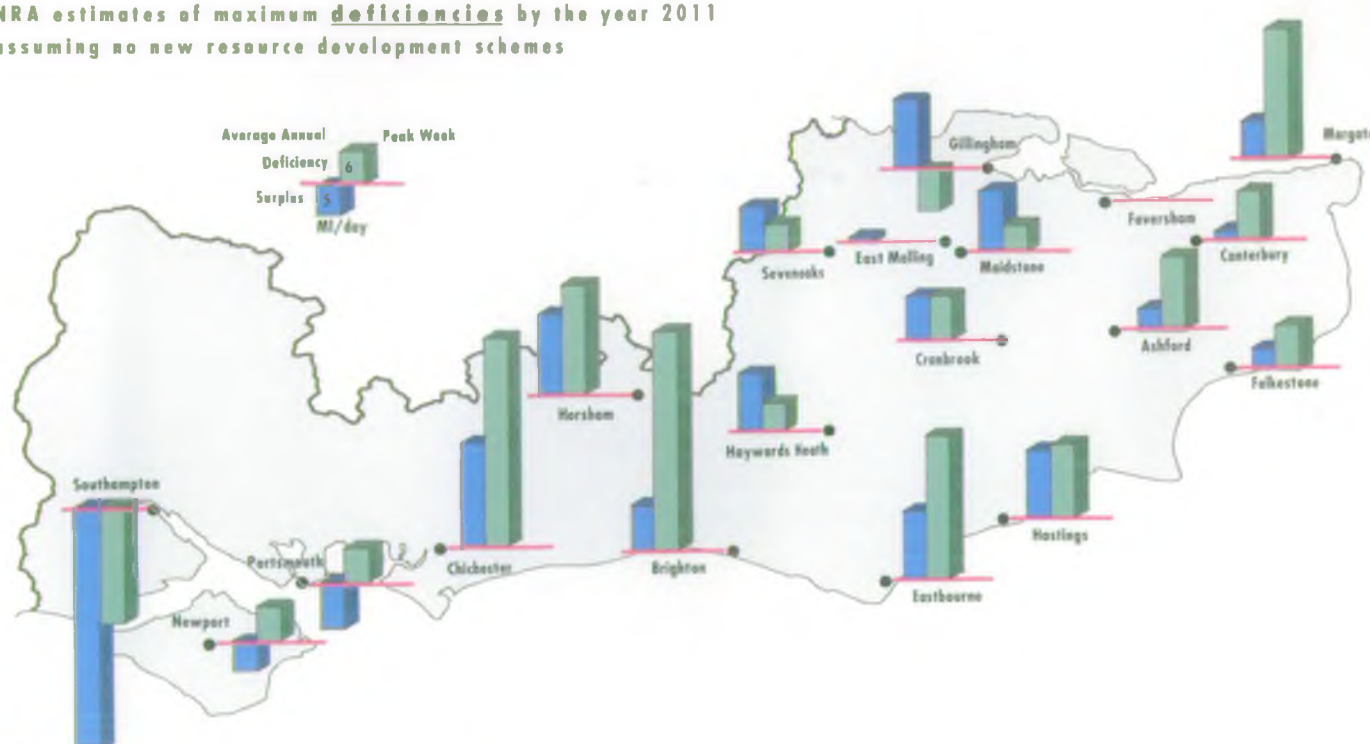 NRA estimates of maximum deficiencies by the year 2011
assuming no new resource development schemes
Average Annual
Peak Week
Deficiency
6
Surplus
5
Ml/day
Gillingham
Margate
Faversham
Sevenoaks
East Malling
Maidstone
Canterbury
Cranbrook
Ashford
Folkestone
Horsham
Haywards Heath
Southampton
Portsmouth
Chichester
Brighton
Hastings
Eastbourne
Newport